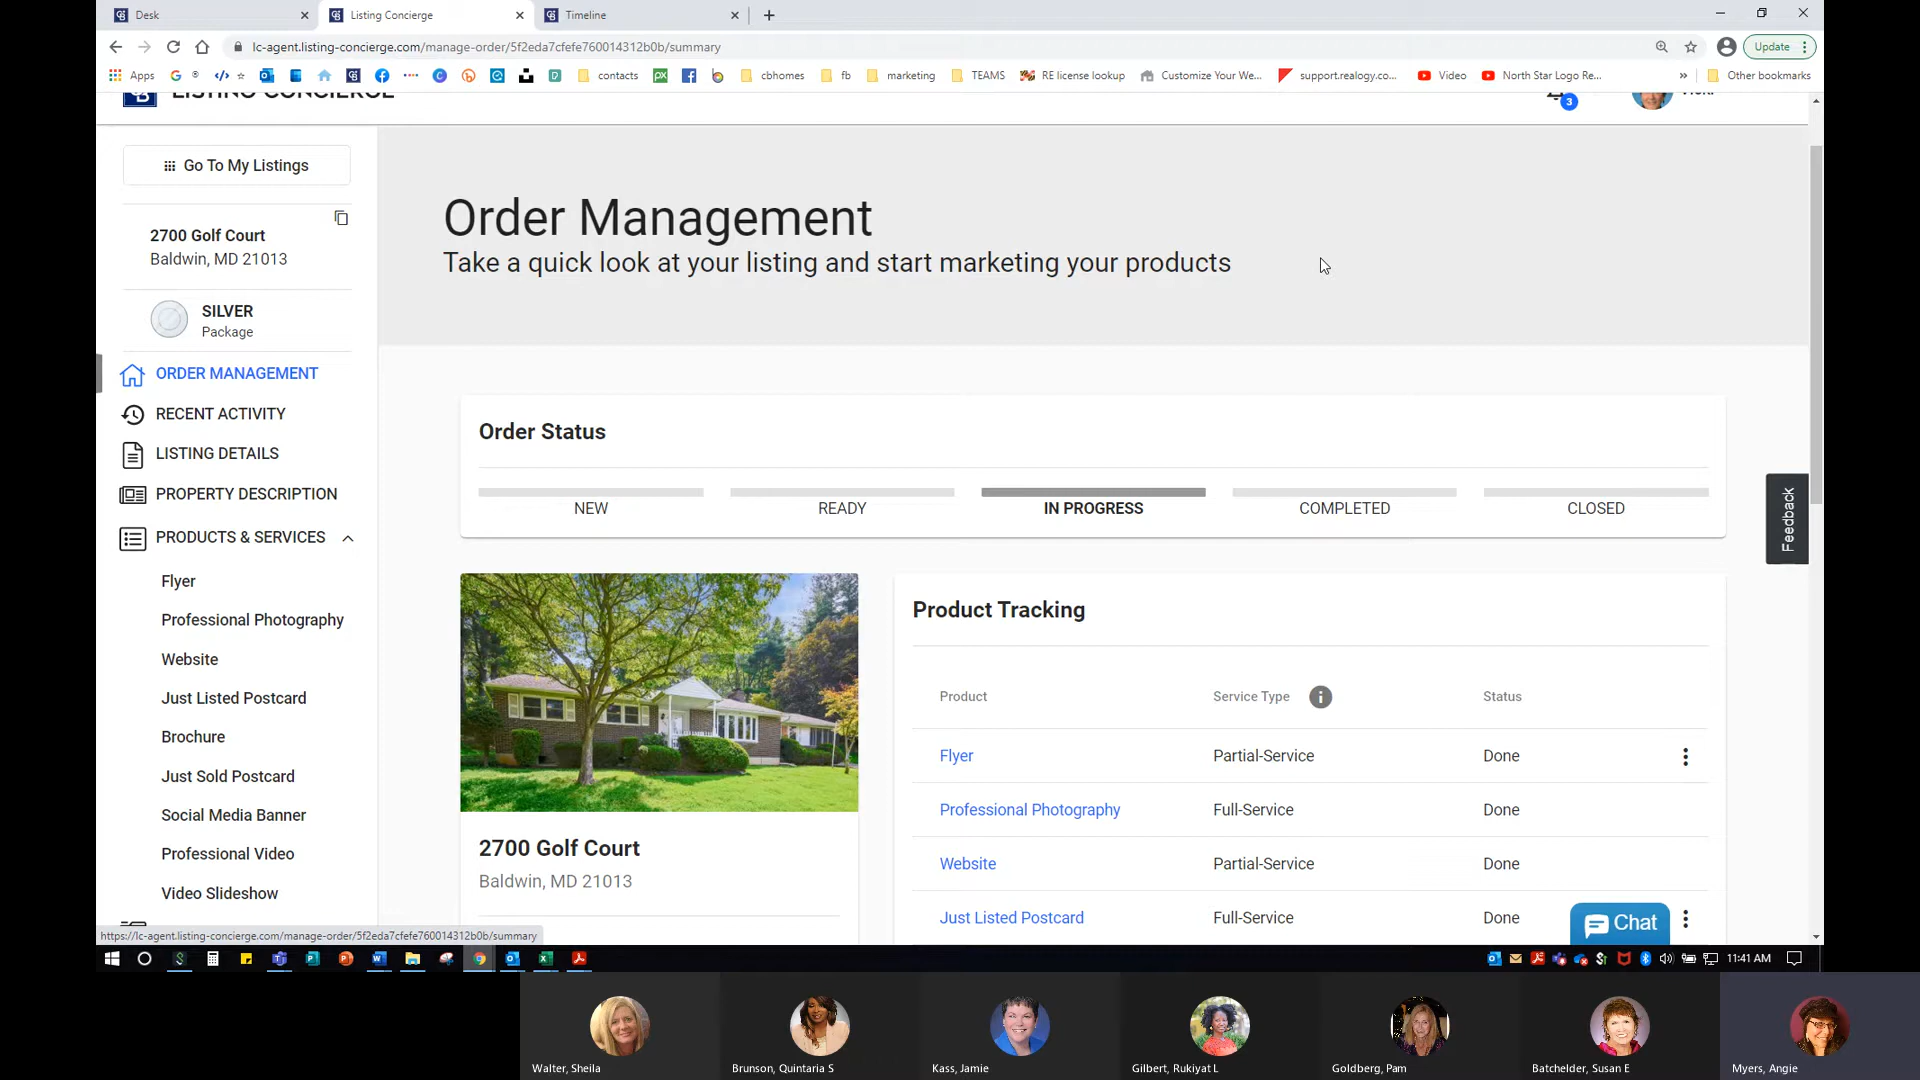 Desk
Listing Concierge
Timeline
lc-agent.listing-concierge.com/manage-order/5f2eda7cfefe760014312b0b/summary
Update
Apps
contacts
cbhomes
fb
marketing
TEAMS
RE license lookup
Customize Your We...
support.realogy.co...
Video
North Star Logo Re...
»
Other bookmarks
LISTING CONCIERGE
3
Vicki
Go To My Listings
2700 Golf Court
Baldwin, MD 21013
SILVER
Package
ORDER MANAGEMENT
RECENT ACTIVITY
LISTING DETAILS
PROPERTY DESCRIPTION
PRODUCTS & SERVICES
Flyer
Professional Photography
Website
Just Listed Postcard
Brochure
Just Sold Postcard
Social Media Banner
Professional Video
Video Slideshow
https://lc-agent.listing-concierge.com/manage-order/5f2eda7cfefe760014312b0b/summary
Order Management
Take a quick look at your listing and start marketing your products
Order Status
NEW
READY
IN PROGRESS
COMPLETED
CLOSED
Feedback
2700 Golf Court
Baldwin, MD 21013
Product Tracking
Product Service Type Status
Flyer Partial-Service Done
Professional Photography Full-Service Done
Website Partial-Service Done
Just Listed Postcard Full-Service Done
Chat
11:41 AM
Walter, Sheila
Brunson, Quintaria S
Kass, Jamie
Gilbert, Rukiyat L
Goldberg, Pam
Batchelder, Susan E
Myers, Angie